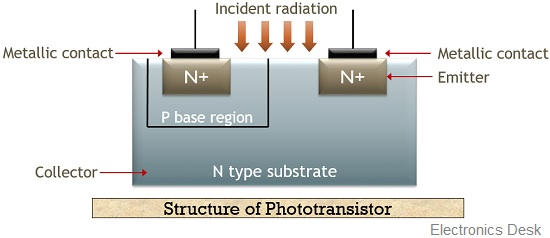 Incident radiation
Metallic contact
Metallic contact
N+
N+
Emitter
P base region
Collector
N type substrate
Structure of Phototransistor
Electronics Desk